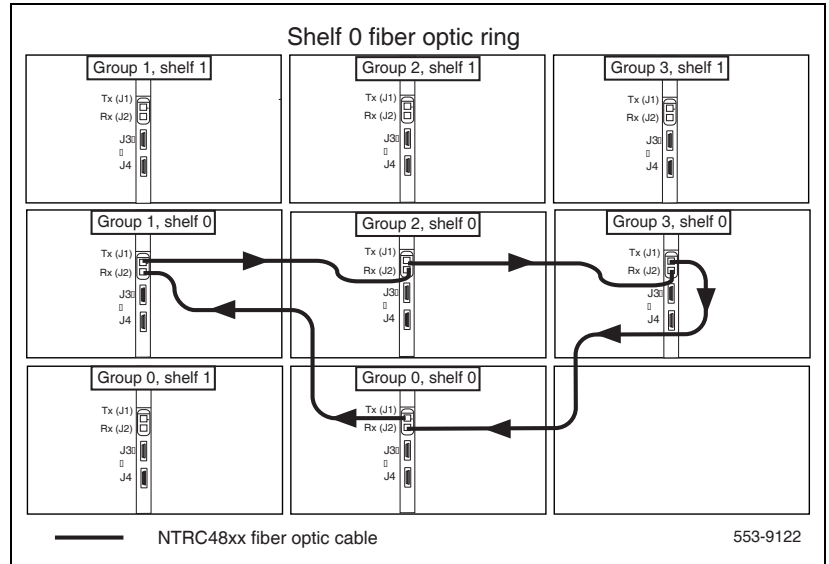 Shelf 0 fiber optic ring
Group 1, shelf 1
Tx (J1)
Rx (J2)
J3
J4
Group 2, shelf 1
Tx (J1)
Rx (J2)
J3
J4
Group 3, shelf 1
Tx (J1)
Rx (J2)
J3
J4
Group 1, shelf 0
Tx (J1)
Rx (J2)
J3
J4
Group 2, shelf 0
Tx (J1)
Rx (J2)
J3
J4
Group 3, shelf 0
Tx (J1)
Rx (J2)
J3
J4
Group 0, shelf 1
Tx (J1)
Rx (J2)
J3
J4
Group 0, shelf 0
Tx (J1)
Rx (J2)
J3
J4
NTRC48xx fiber optic cable
553-9122